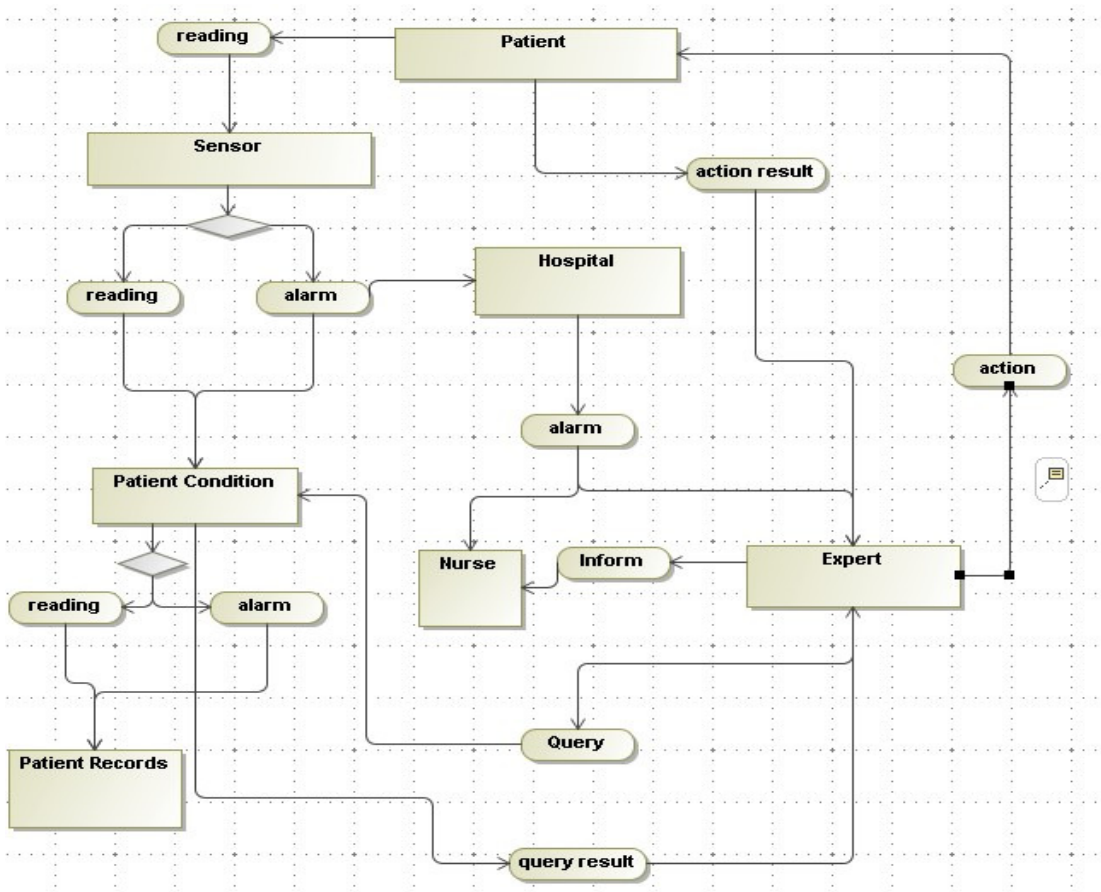 reading
Patient
Sensor
action result
Hospital
reading
alarm
action
alarm
Patient Condition
Nurse
Inform
Expert
reading
alarm
Query
Patient Records
query result